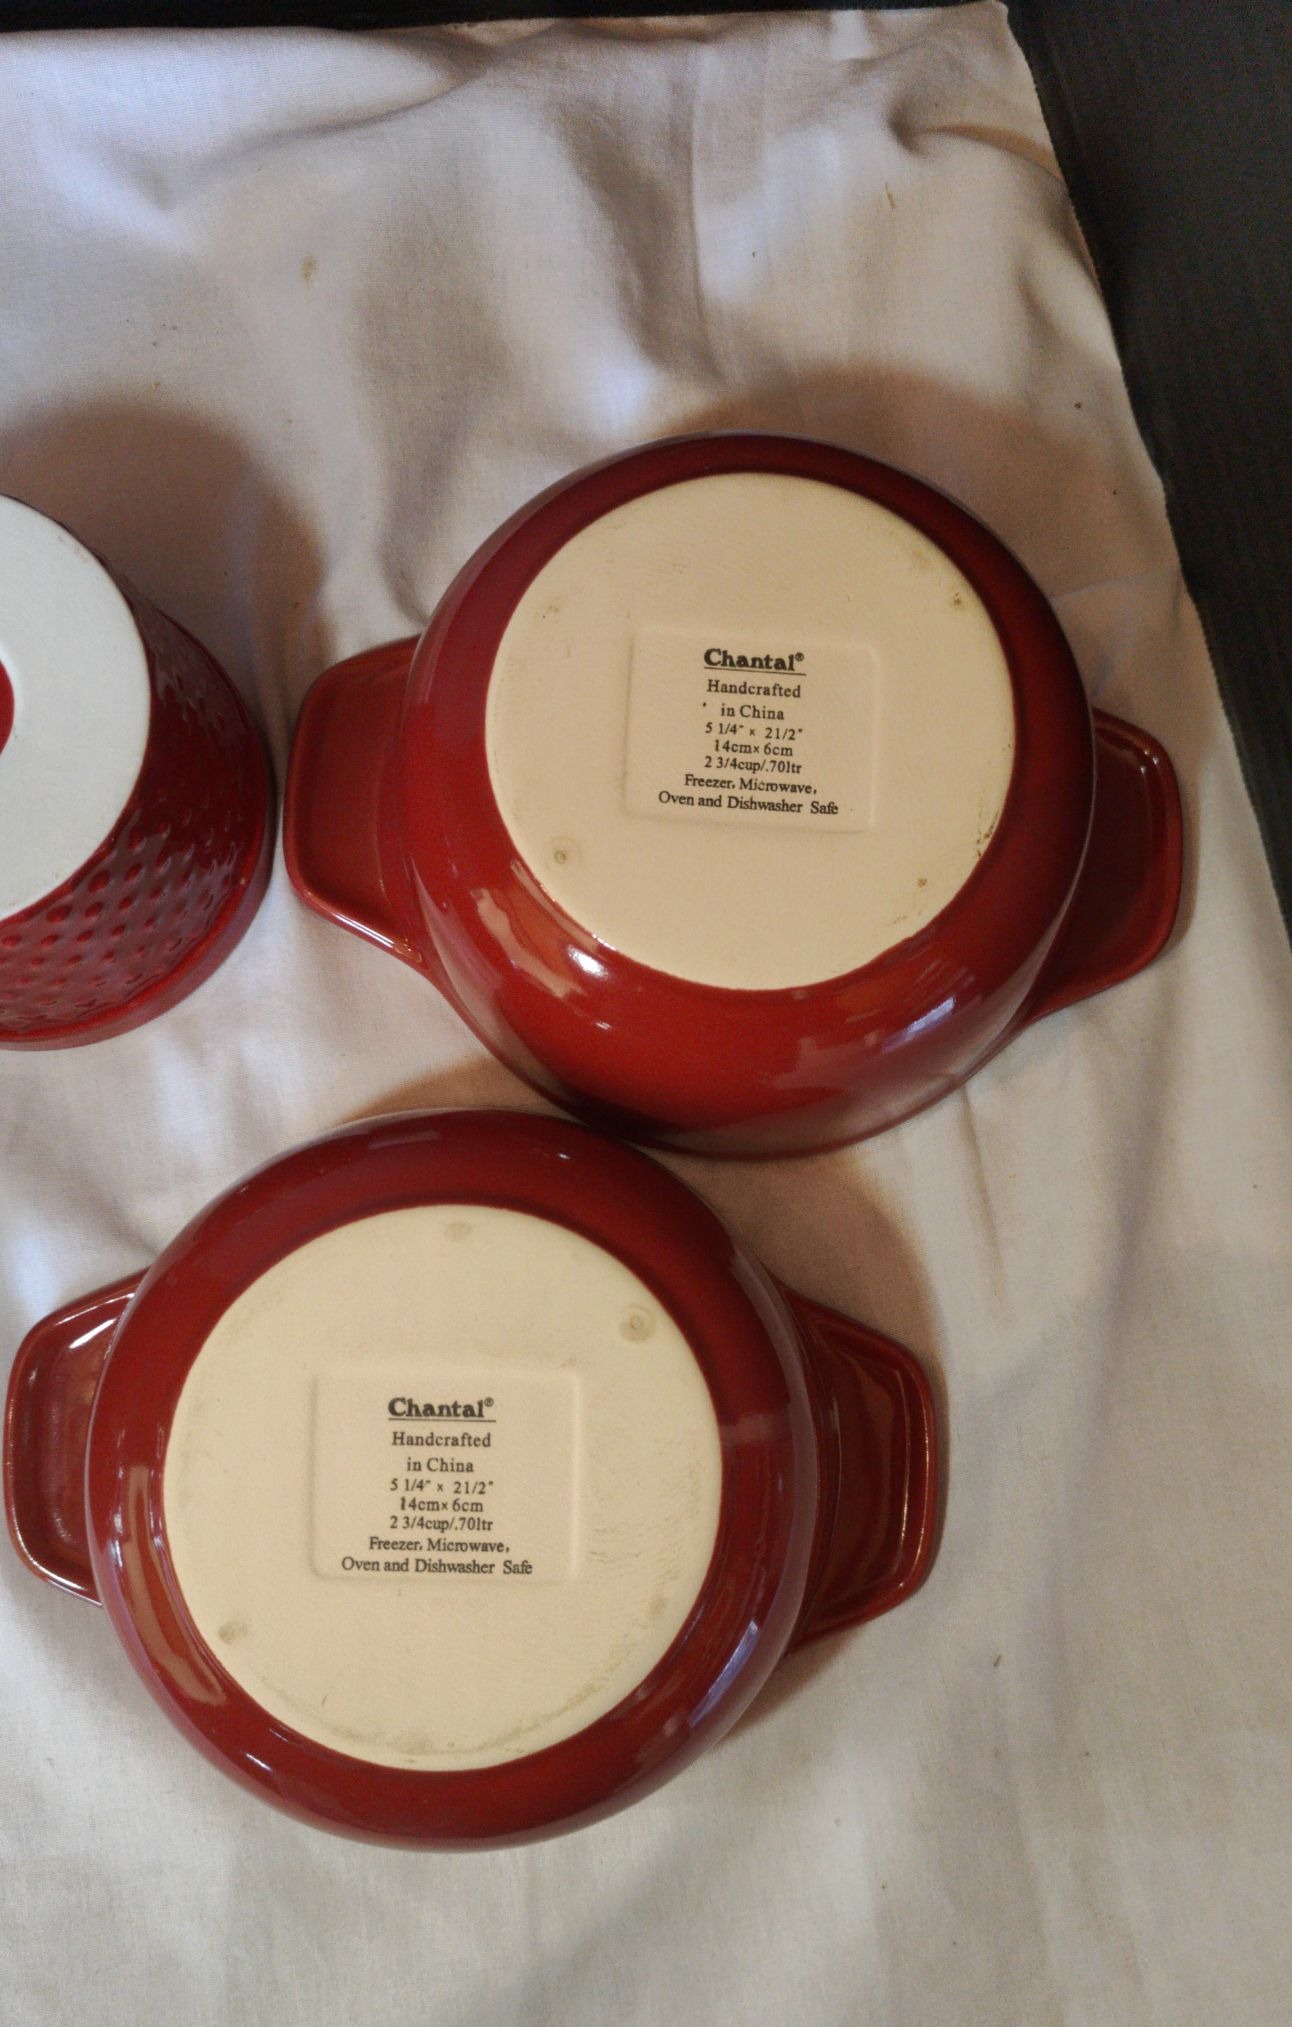 Chantal®
Handcrafted
in China
5 1/4" x 21/2"
14cmx 6cm
2 3/4cup/.70ltr
Freezer, Microwave,
Oven and Dishwasher Safe
Chantal®
Handcrafted
in China
5 1/4" x 21/2"
14cmx 6cm
2 3/4cup/.70ltr
Freezer, Microwave,
Oven and Dishwasher Safe